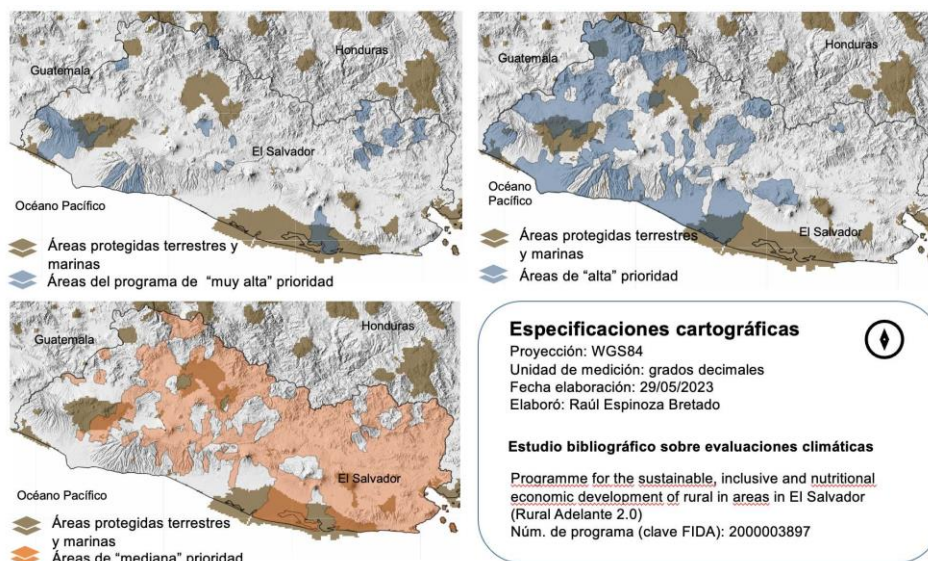 Guatemala
Honduras
El Salvador
Océano Pacífico
Áreas protegidas terrestres y
marinas
Áreas del programa de “muy alta” prioridad
Guatemala
Honduras
Océano
Pacífico
El Salvador
Áreas protegidas terrestres y
marinas
Áreas de “alta” prioridad
Guatemala
Honduras
El Salvador
Océano Pacífico
Áreas protegidas terrestres y
marinas
Áreas de “mediana” prioridad
Especificaciones cartográficas
Proyección: WGS84
Unidad de medición: grados decimales
Fecha elaboración: 29/05/2023
Elaboró: Raúl Espinoza Bretado
Estudio bibliográfico sobre evaluaciones climáticas
Programme for the sustainable, inclusive and nutritional
economic development of rural in areas in El Salvador
(Rural Adelante 2.0)
Núm. de programa (clave FIDA): 2000003897